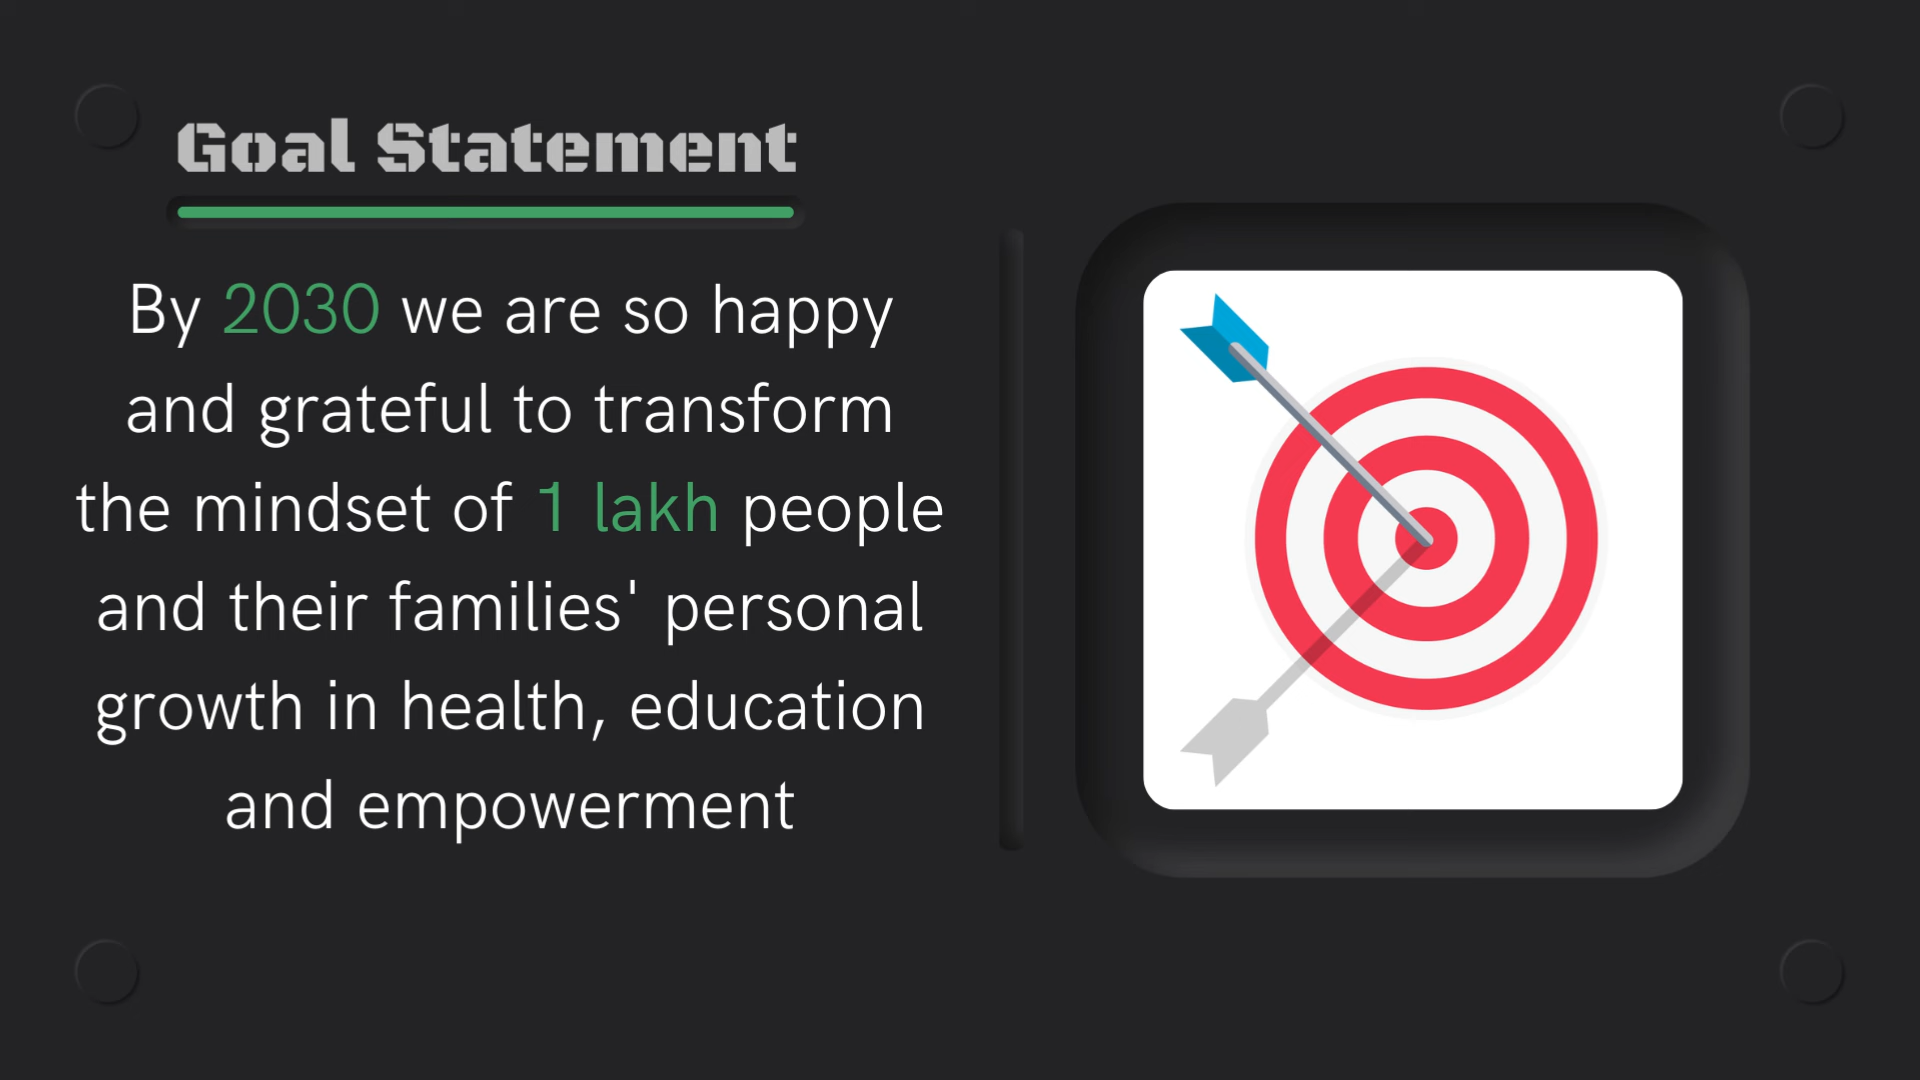 Goal Statement
By 2030 we are so happy
and grateful to transform
the mindset of 1 lakh people
and their families' personal
growth in health, education
and empowerment